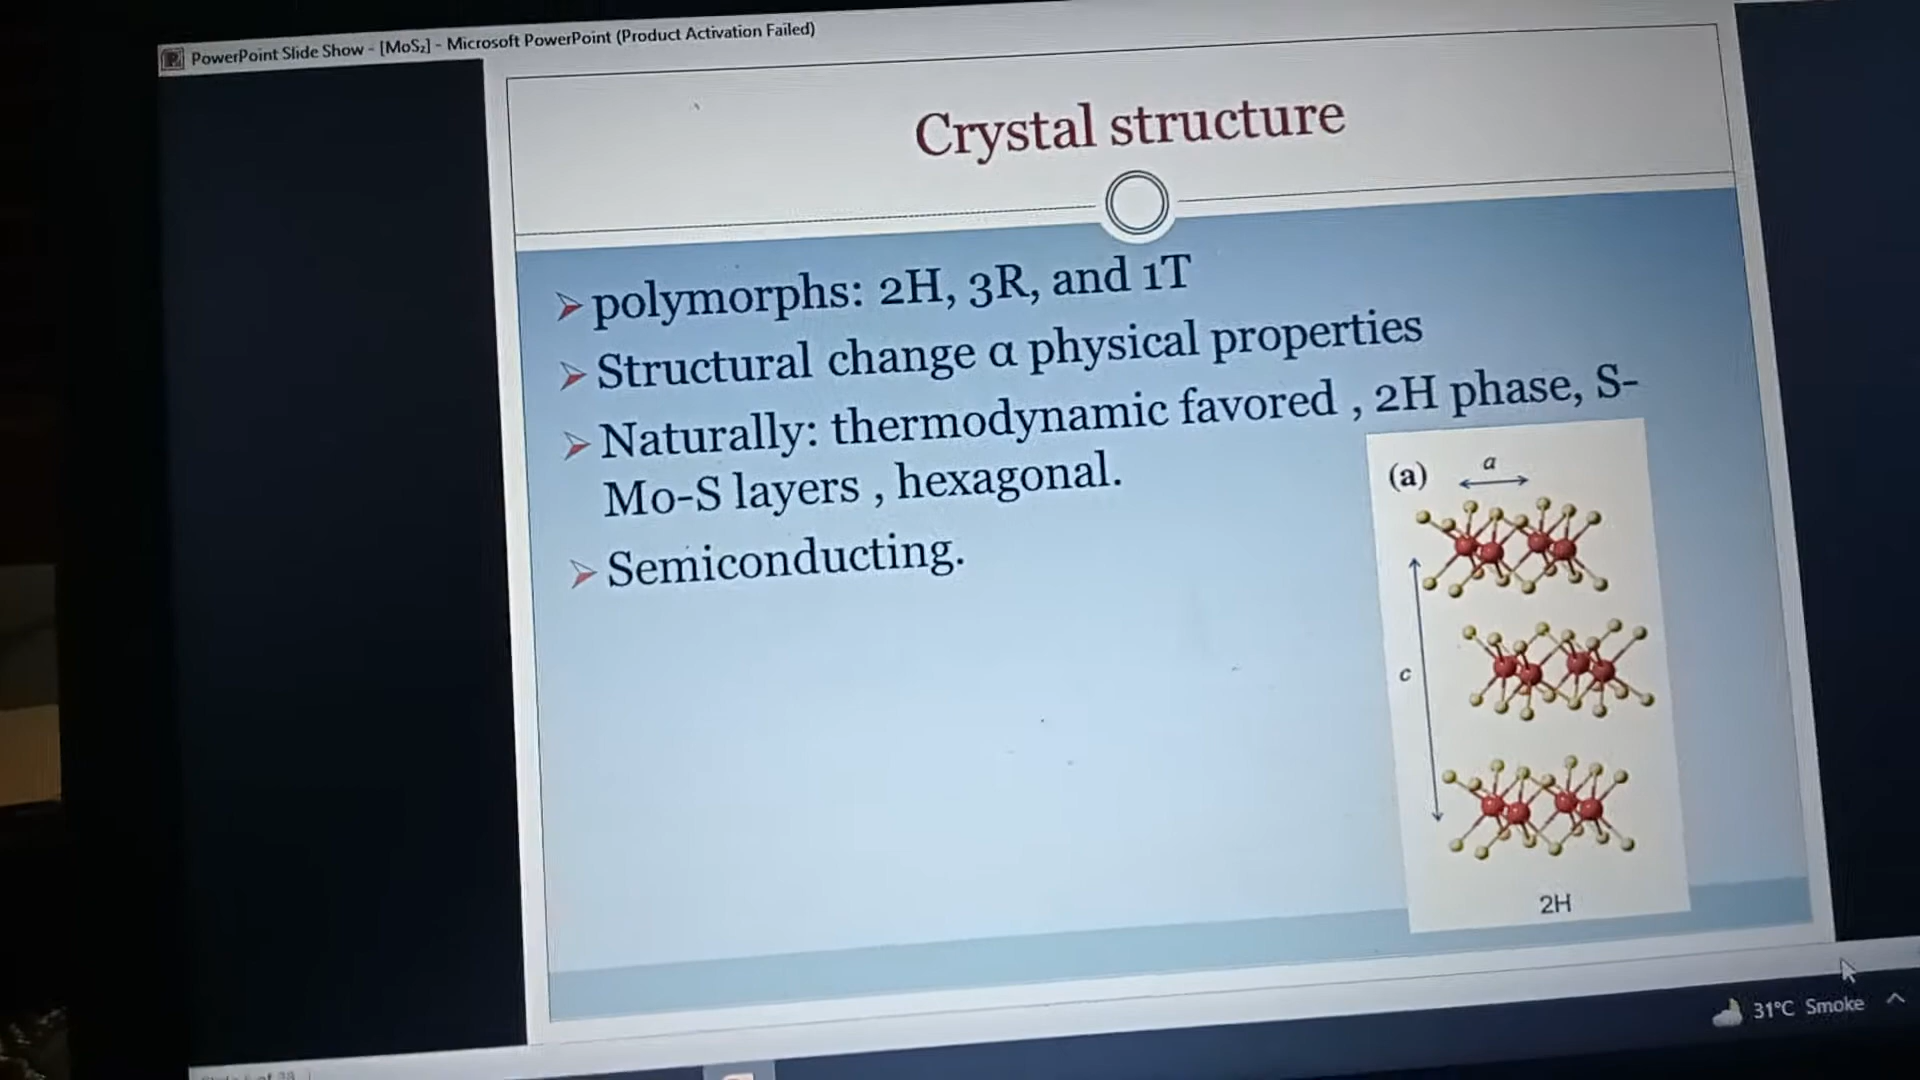 PowerPoint Slide Show - [MoS₂] - Microsoft PowerPoint (Product Activation Failed)
Crystal structure
polymorphs: 2H, 3R, and 1T
Structural change α physical properties
Naturally: thermodynamic favored , 2H phase, S-
Mo-S layers , hexagonal.
Semiconducting.
(a) a
c
2H
31°C Smoke